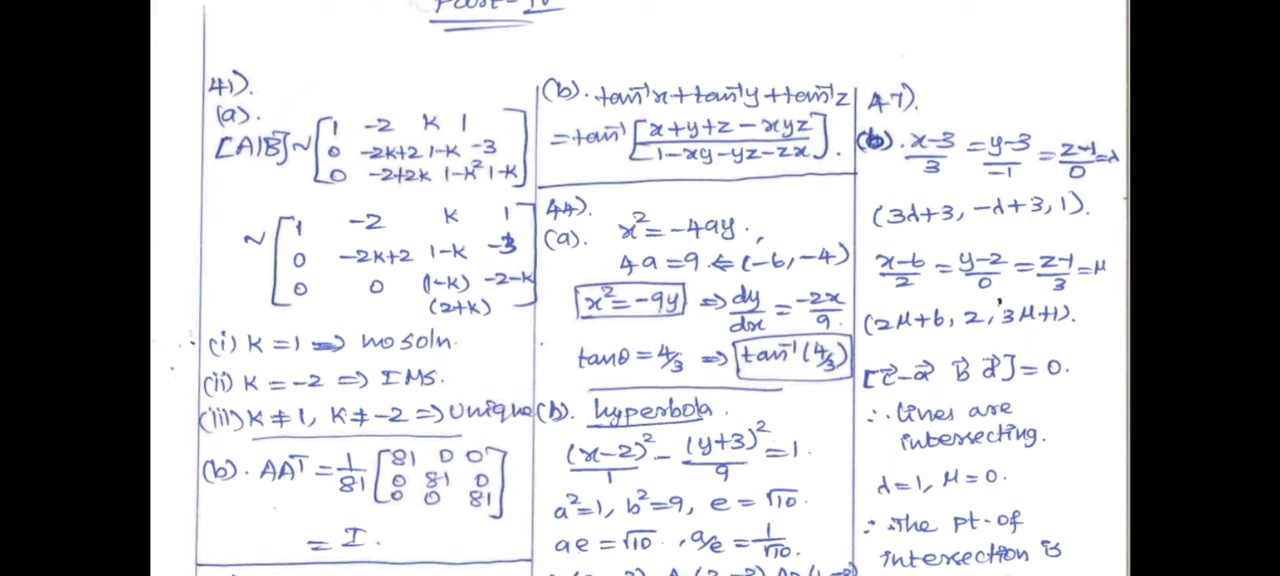 41).
(a).
[A|B] ~ [1 -2 K 1
0 -2K+2 1-K -3
0 -2+2K 1-K² 1-K]
~ [1 -2 K 1
0 -2K+2 1-K -3
0 0 (1-K) -2-K
(2+K)]
(i) K = 1 ⇒ no soln.
(ii) K = -2 ⇒ IMS.
(iii) K ≠ 1, K ≠ -2 ⇒ Unique
(b). AAᵀ = 1/81 [81 0 0
0 81 0
0 0 81]
= I.
(b). tan⁻¹x + tan⁻¹y + tan⁻¹z
= tan⁻¹ [x+y+z-xyz / 1-xy-yz-zx].
44).
(a). x² = -4ay.
4a = 9 ⇐ (-6, -4)
x² = -9y ⇒ dy/dx = -2x/9.
tanθ = 4/3 ⇒ tan⁻¹(4/3)
(b). hyperbola.
(x-2)²/1 - (y+3)²/9 = 1.
a² = 1, b² = 9, e = √10.
ae = √10., a/e = 1/√10.
47).
(b). x-3/3 = y-3/-1 = z-1/0 = λ
(3λ+3, -λ+3, 1).
x-6/2 = y-2/0 = z-1/3 = μ
(2μ+6, 2, 3μ+1).
[c⃗-a⃗ b⃗ d⃗] = 0.
∴ lines are
intersecting.
λ = 1, μ = 0.
∴ The pt. of
intersection is